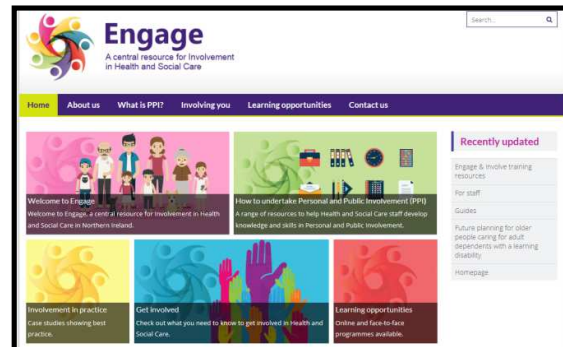 Engage
A central resource for Involvement
in Health and Social Care
Search...
Home About us What is PPI? Involving you Learning opportunities Contact us
Welcome to Engage
Welcome to Engage, a central resource for Involvement in Health
and Social Care in Northern Ireland.
How to undertake Personal and Public Involvement (PPI)
A range of resources to help Health and Social Care staff develop
knowledge and skills in Personal and Public Involvement.
Involvement in practice
Case studies showing best
practice.
Get involved
Check out what you need to know to get involved in Health and
Social Care.
Learning opportunities
Online and face-to-face
programmes available.
Recently updated
Engage & Involve training
resources
For staff
Guides
Future planning for older
people caring for adult
dependents with a learning
disability
Homepage